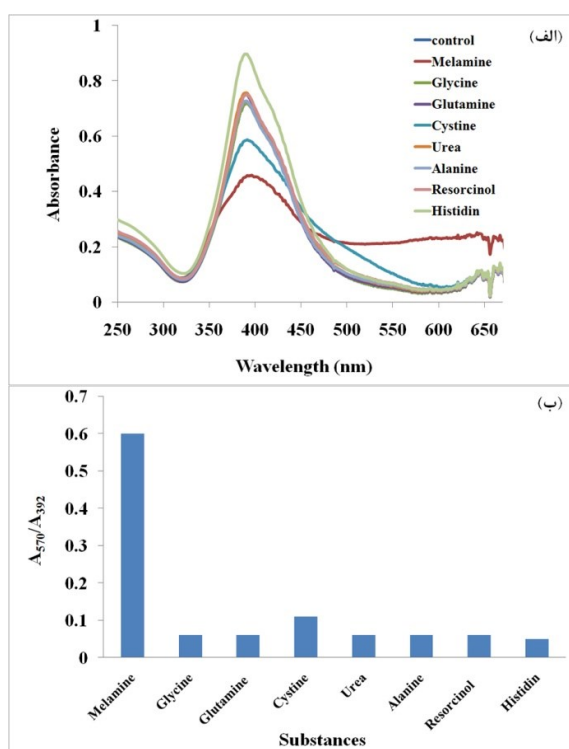 (الف)
1
0.8
0.6
0.4
0.2
0
Absorbance
control
Melamine
Glycine
Glutamine
Cystine
Urea
Alanine
Resorcinol
Histidin
250 300 350 400 450 500 550 600 650
Wavelength (nm)
(ب)
0.7
0.6
0.5
0.4
0.3
0.2
0.1
0
A570/A392
Melamine Glycine Glutamine Cystine Urea Alanine Resorcinol Histidin
Substances